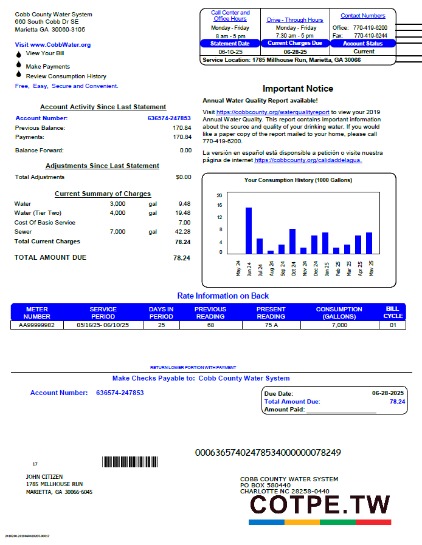 Cobb County Water System
660 South Cobb Dr SE
Marietta GA. 30060-3105
Visit www.CobbWater.org
View Your Bill
Make Payments
Review Consumption History
Free, Easy, Secure and Convenient.
Call Center and Office Hours
Monday - Friday
8 am - 5 pm
Drive - Through Hours
Monday - Friday
7:30 am - 5 pm
Contact Numbers
Office: 770-419-6200
Fax: 770-419-6244
Statement Date
Current Charges Due
Account Status
06-10-25
06-28-25
Current
Service Location: 1785 Millhouse Run, Marietta, GA 30066
Account Activity Since Last Statement
Account Number: 636574-247853
Previous Balance: 170.84
Payments: 170.84
Balance Forward: 0.00
Adjustments Since Last Statement
Total Adjustments $0.00
Current Summary of Charges
Water 3,000 gal 9.48
Water (Tier Two) 4,000 gal 19.48
Cost Of Basic Service 7.00
Sewer 7,000 gal 42.28
Total Current Charges 78.24
TOTAL AMOUNT DUE 78.24
Important Notice
Annual Water Quality Report available!
Visit https://cobbcounty.org/waterqualityreport to view your 2019
Annual Water Quality. This report contains important information
about the source and quality of your drinking water. If you would
like a paper copy of the report mailed to your home, please call
770-419-6200.
La versión en español está disponible a petición o visite nuestra
página de internet https://cobbcounty.org/calidaddelagua.
Your Consumption History (1000 Gallons)
20
18
16
14
12
10
8
6
4
2
0
May. 24
Jun 24
Jul 24
Aug 24
Sep 24
Oct 24
Nov 24
Dec 24
Jan 25
Feb 25
Mar 25
Apr 25
May. 25
Rate Information on Back
METER NUMBER
SERVICE PERIOD
DAYS IN PERIOD
PREVIOUS READING
PRESENT READING
CONSUMPTION (GALLONS)
BILL CYCLE
AA99999982 05/16/25- 06/10/25 25 68 75 A 7,000 01
RETURN LOWER PORTION WITH PAYMENT
Make Checks Payable to: Cobb County Water System
Account Number: 636574-247853
Due Date: 06-28-2025
Total Amount Due: 78.24
Amount Paid:
00063657402478534000000078249
JOHN CITIZEN
1785 MILLHOUSE RUN
MARIETTA, GA 30066-6045
COBB COUNTY WATER SYSTEM
PO BOX 580440
CHARLOTTE NC 28258-0440
COTPE.TW